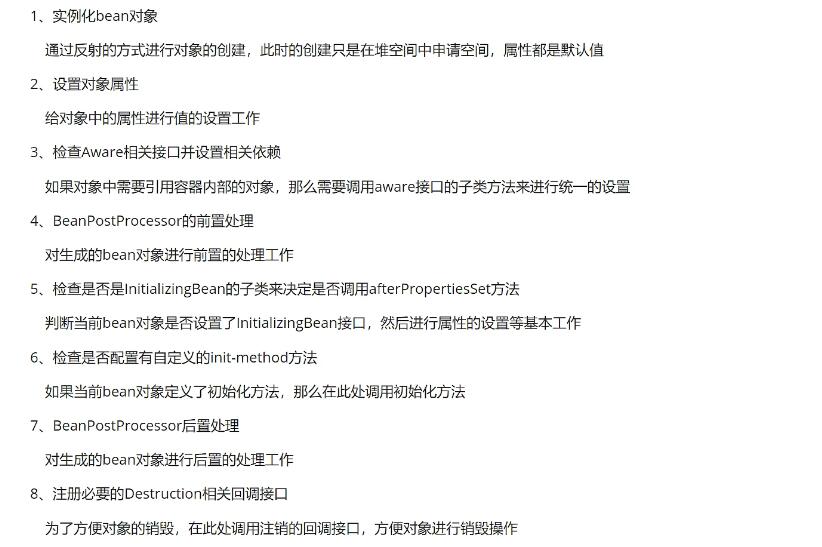 1、实例化bean对象
通过反射的方式进行对象的创建，此时的创建只是在堆空间中申请空间，属性都是默认值
2、设置对象属性
给对象中的属性进行值的设置工作
3、检查Aware相关接口并设置相关依赖
如果对象中需要引用容器内部的对象，那么需要调用aware接口的子类方法来进行统一的设置
4、BeanPostProcessor的前置处理
对生成的bean对象进行前置的处理工作
5、检查是否是InitializingBean的子类来决定是否调用afterPropertiesSet方法
判断当前bean对象是否设置了InitializingBean接口，然后进行属性的设置等基本工作
6、检查是否配置有自定义的init-method方法
如果当前bean对象定义了初始化方法，那么在此处调用初始化方法
7、BeanPostProcessor后置处理
对生成的bean对象进行后置的处理工作
8、注册必要的Destruction相关回调接口
为了方便对象的销毁，在此处调用注销的回调接口，方便对象进行销毁操作